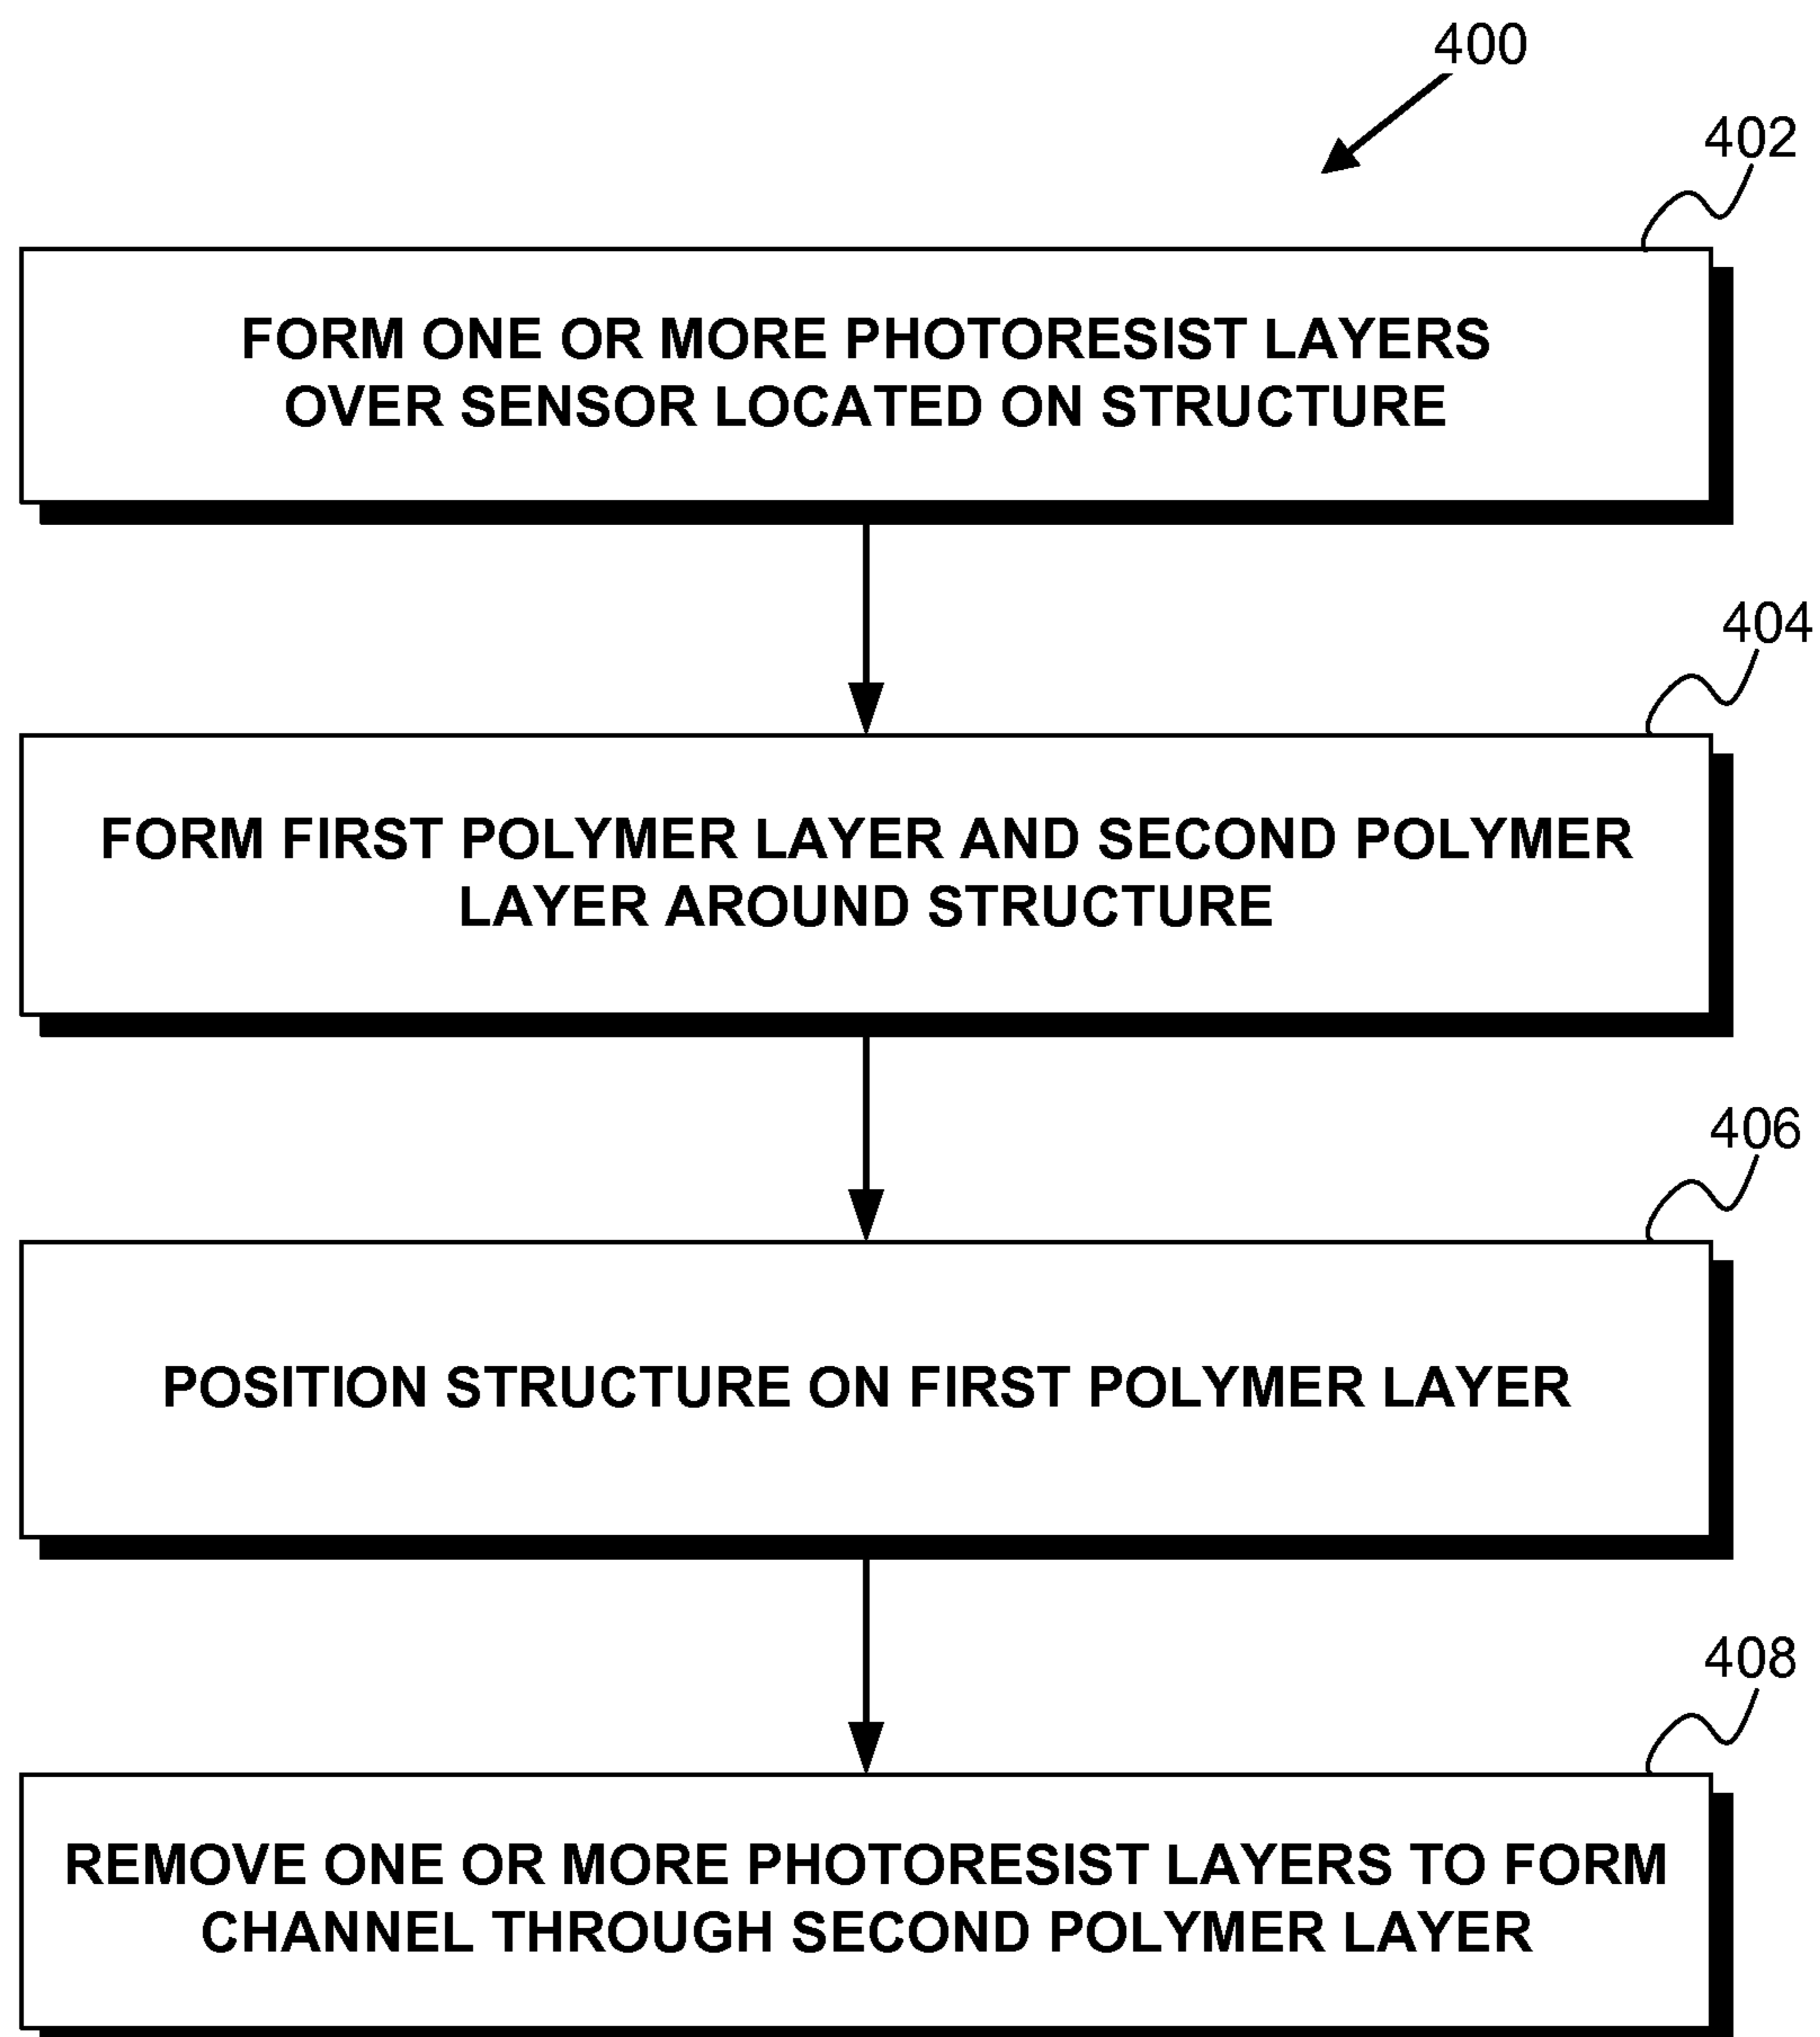 400
402
FORM ONE OR MORE PHOTORESIST LAYERS
OVER SENSOR LOCATED ON STRUCTURE
404
FORM FIRST POLYMER LAYER AND SECOND POLYMER
LAYER AROUND STRUCTURE
406
POSITION STRUCTURE ON FIRST POLYMER LAYER
408
REMOVE ONE OR MORE PHOTORESIST LAYERS TO FORM
CHANNEL THROUGH SECOND POLYMER LAYER